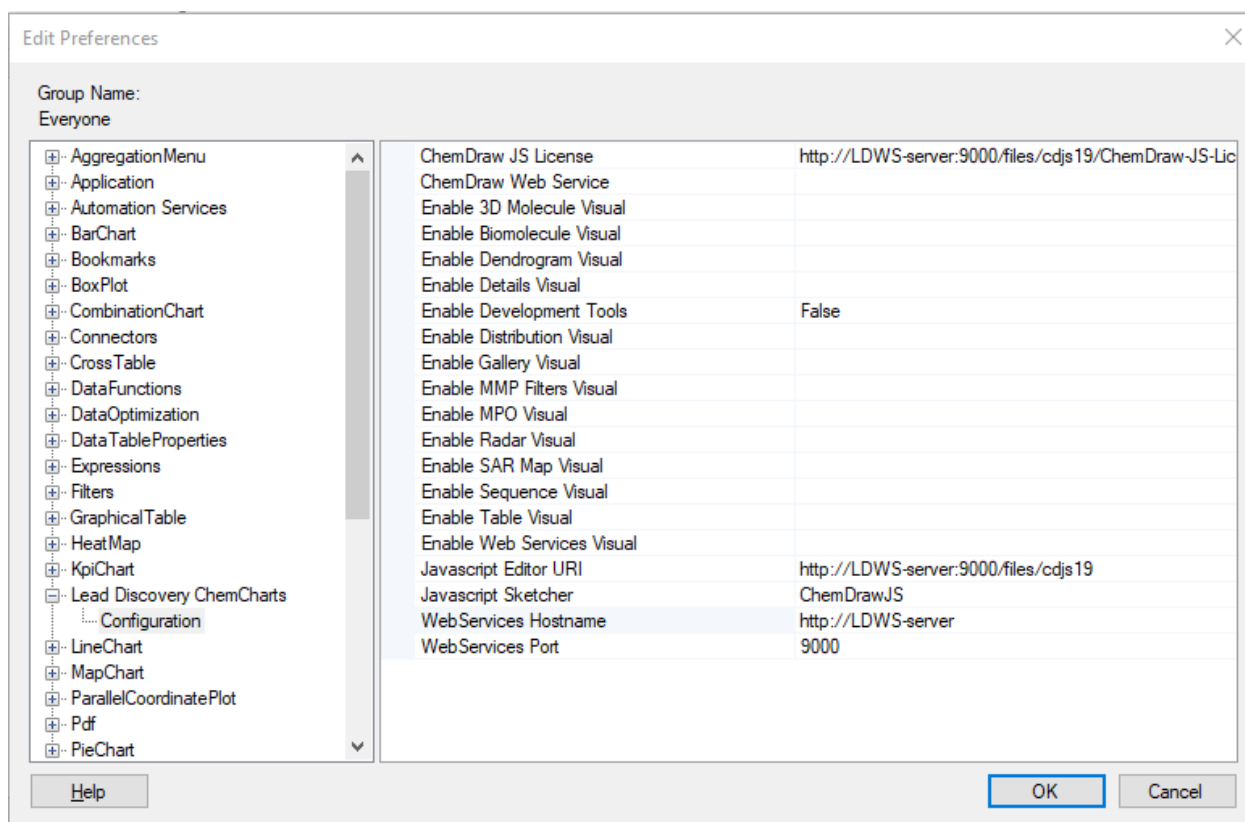 Edit Preferences
Group Name:
Everyone
AggregationMenu
Application
Automation Services
BarChart
Bookmarks
BoxPlot
CombinationChart
Connectors
CrossTable
DataFunctions
DataOptimization
DataTableProperties
Expressions
Filters
GraphicalTable
HeatMap
KpiChart
Lead Discovery ChemCharts
Configuration
LineChart
MapChart
ParallelCoordinatePlot
Pdf
PieChart
ChemDraw JS License http://LDWS-server:9000/files/cdjs19/ChemDraw-JS-Lic
ChemDraw Web Service
Enable 3D Molecule Visual
Enable Biomolecule Visual
Enable Dendrogram Visual
Enable Details Visual
Enable Development Tools False
Enable Distribution Visual
Enable Gallery Visual
Enable MMP Filters Visual
Enable MPO Visual
Enable Radar Visual
Enable SAR Map Visual
Enable Sequence Visual
Enable Table Visual
Enable Web Services Visual
Javascript Editor URI http://LDWS-server:9000/files/cdjs19
Javascript Sketcher ChemDrawJS
WebServices Hostname http://LDWS-server
WebServices Port 9000
Help OK Cancel